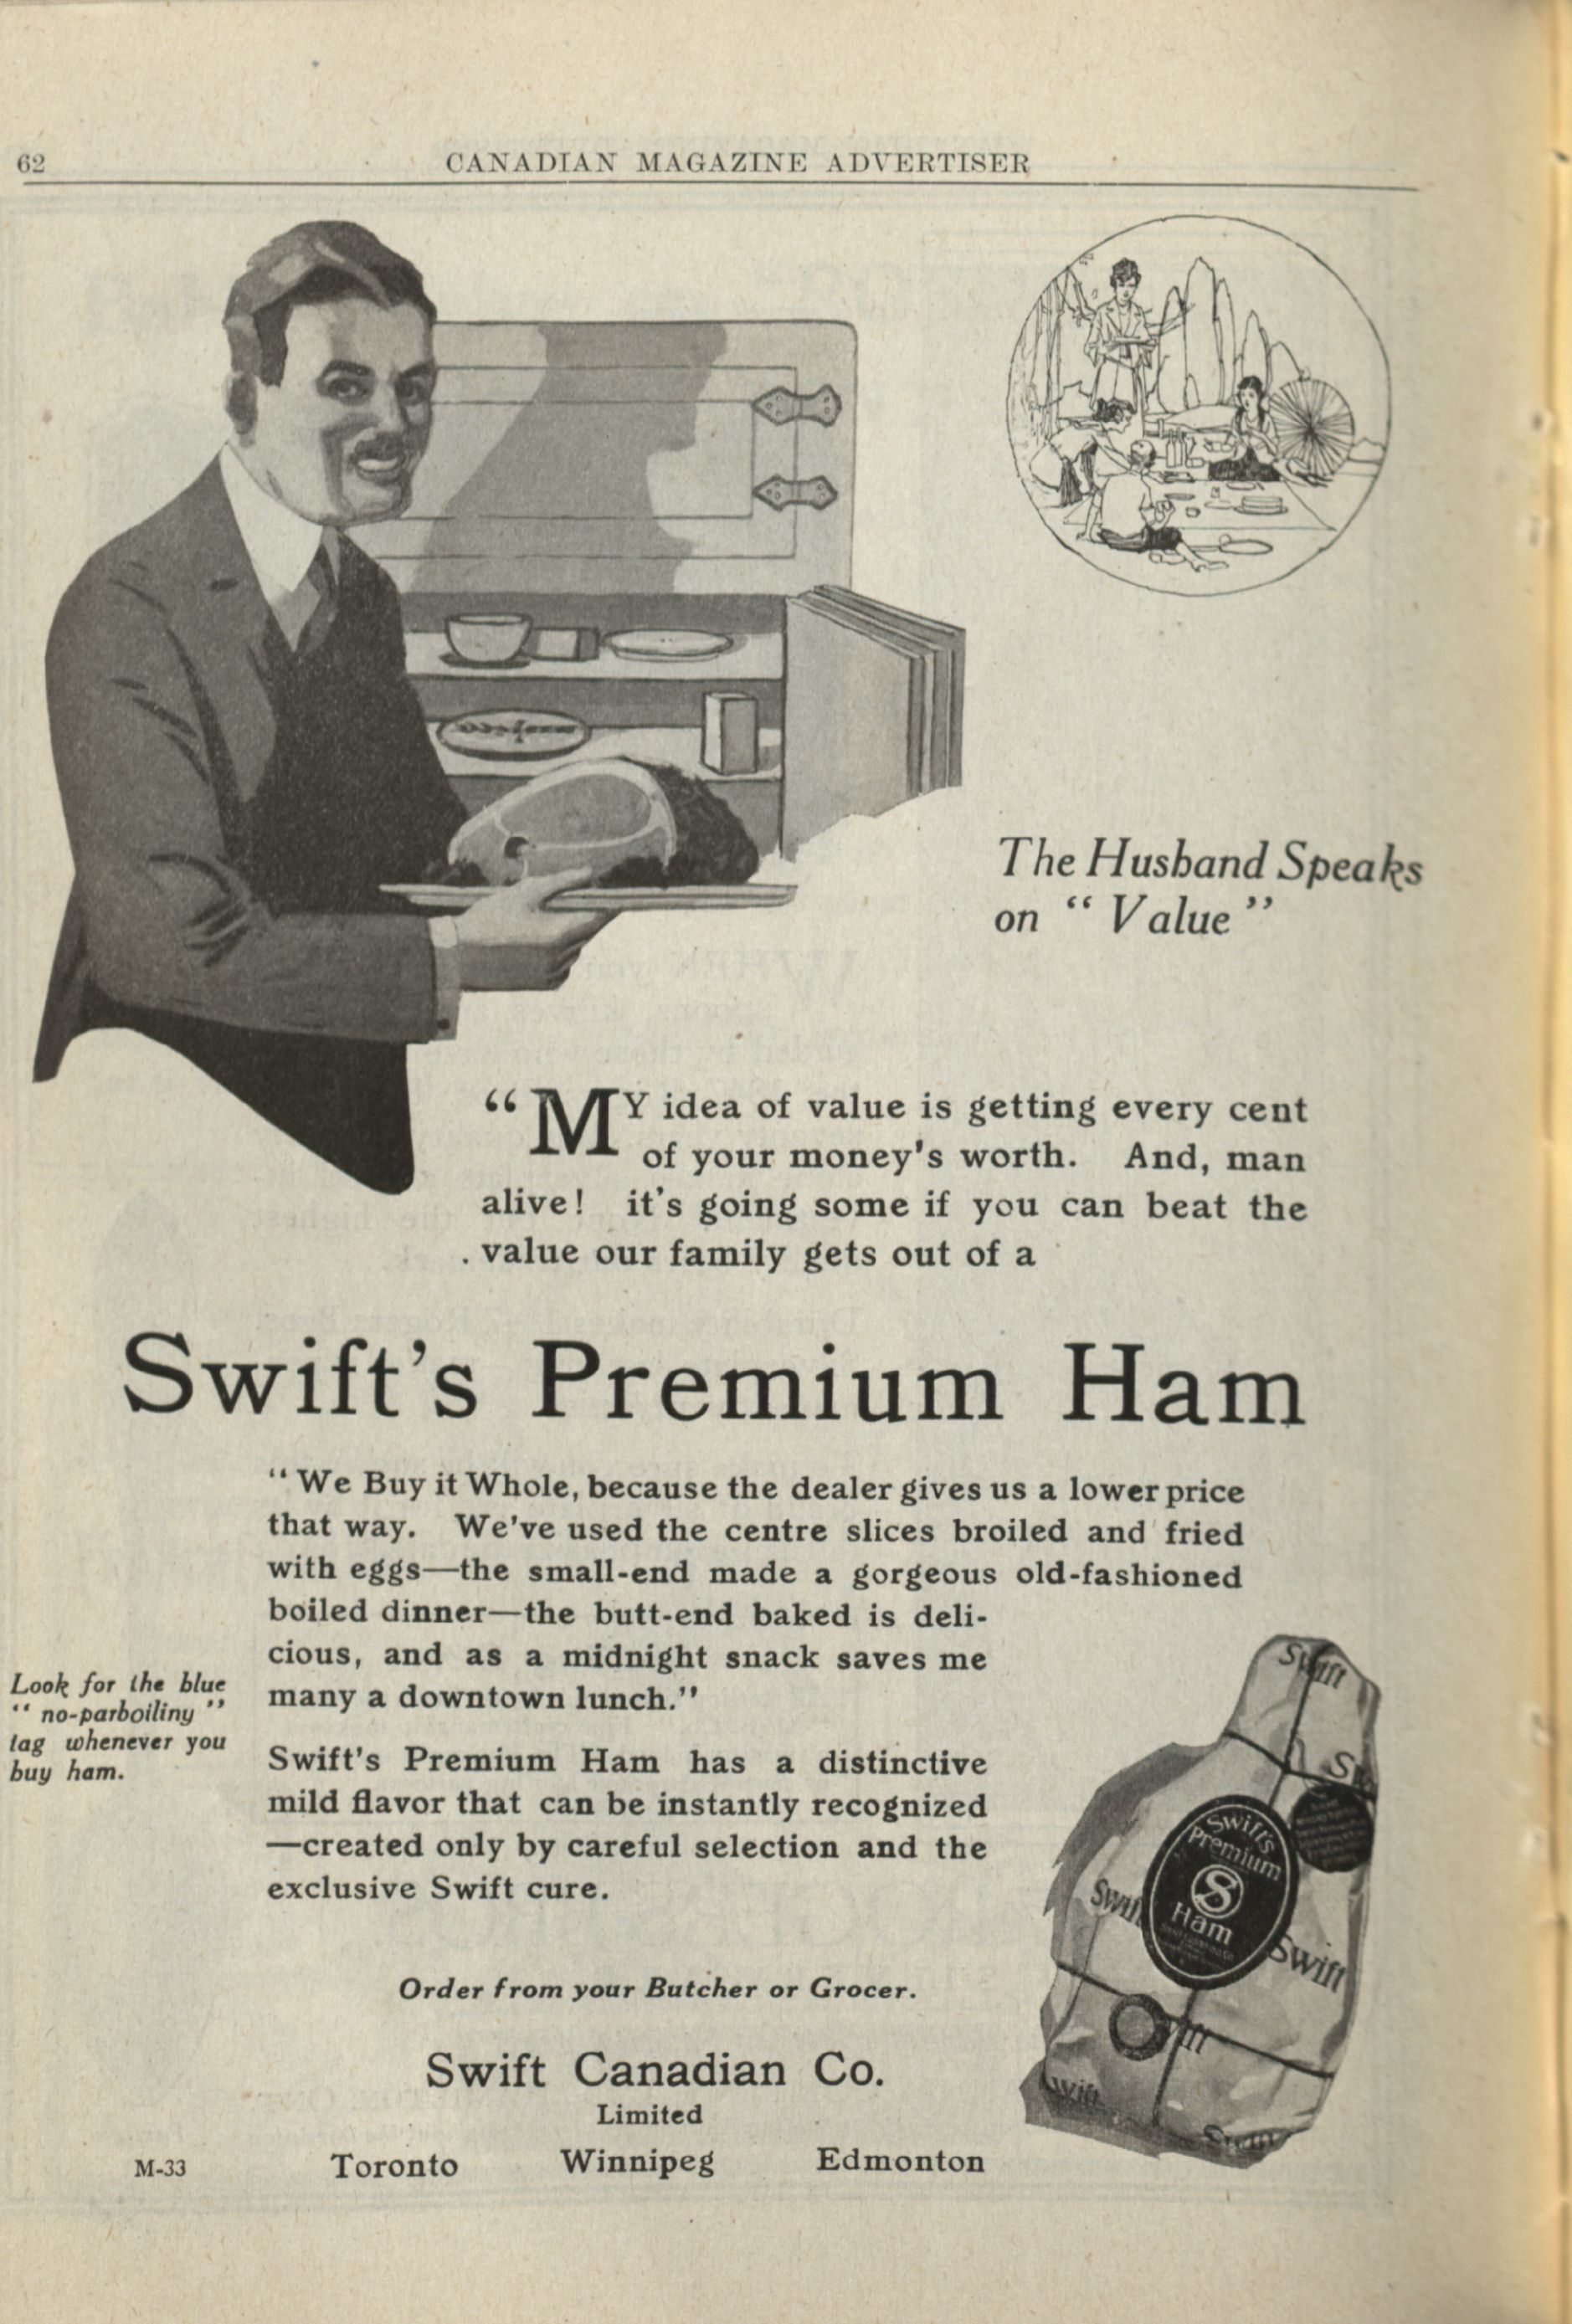 62
CANADIAN MAGAZINE ADVERTISER
The Husband Speaks
on “ Value ”
“ MY idea of value is getting every cent
of your money's worth. And, man
alive! it's going some if you can beat the
value our family gets out of a
Swift's Premium Ham
“ We Buy it Whole, because the dealer gives us a lower price
that way. We've used the centre slices broiled and fried
with eggs—the small-end made a gorgeous old-fashioned
boiled dinner—the butt-end baked is deli-
cious, and as a midnight snack saves me
many a downtown lunch.”
Look for the blue
“ no-parboiliny ”
tag whenever you
buy ham.
Swift's Premium Ham has a distinctive
mild flavor that can be instantly recognized
—created only by careful selection and the
exclusive Swift cure.
Order from your Butcher or Grocer.
Swift Canadian Co.
Limited
M-33 Toronto Winnipeg Edmonton
Swift
Swift's
Premium
S
Ham
Swift